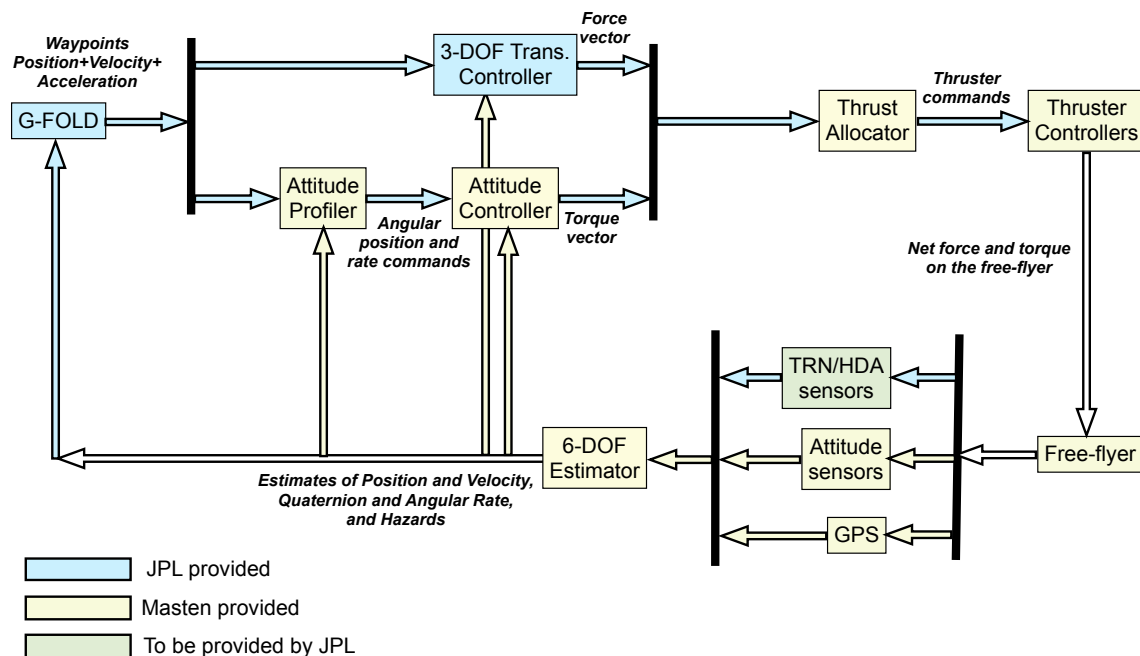 Waypoints
Position+Velocity+
Acceleration
G-FOLD
3-DOF Trans.
Controller
Force
vector
Attitude
Profiler
Angular
position and
rate commands
Attitude
Controller
Torque
vector
Thrust
Allocator
Thruster
commands
Thruster
Controllers
Net force and torque
on the free-flyer
Free-flyer
TRN/HDA
sensors
Attitude
sensors
GPS
6-DOF
Estimator
Estimates of Position and Velocity,
Quaternion and Angular Rate,
and Hazards
JPL provided
Masten provided
To be provided by JPL